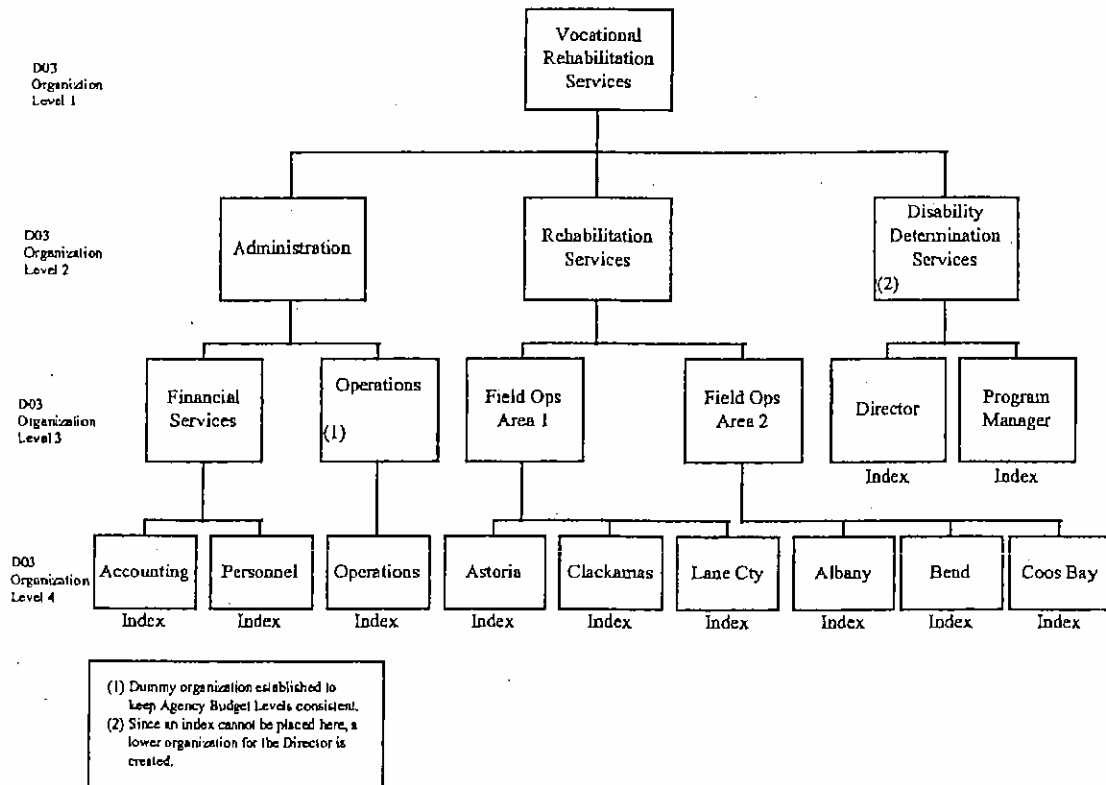 Vocational
Rehabilitation
Services
D03
Organization
Level 1
D03
Organization
Level 2
Administration
Rehabilitation
Services
Disability
Determination
Services
(2)
D03
Organization
Level 3
Financial
Services
Operations
(1)
Field Ops
Area 1
Field Ops
Area 2
Director
Program
Manager
Index
Index
D03
Organization
Level 4
Accounting
Personnel
Operations
Astoria
Clackamas
Lane Cty
Albany
Bend
Coos Bay
Index
Index
Index
Index
Index
Index
Index
Index
Index
(1) Dummy organization established to
keep Agency Budget Levels consistent.
(2) Since an index cannot be placed here, a
lower organization for the Director is
created.